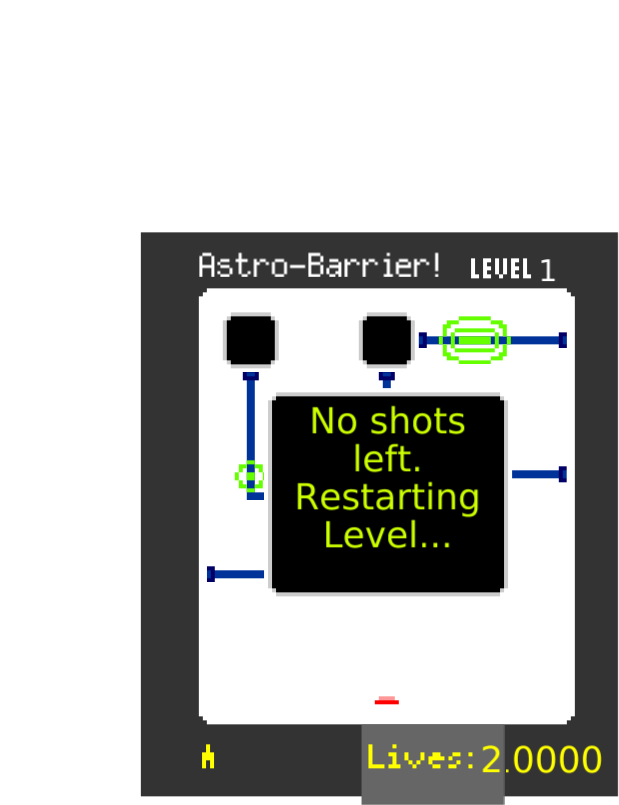 Astro-Barrier! LEVEL 1
No shots
left.
Restarting
Level...
Lives: 2.0000